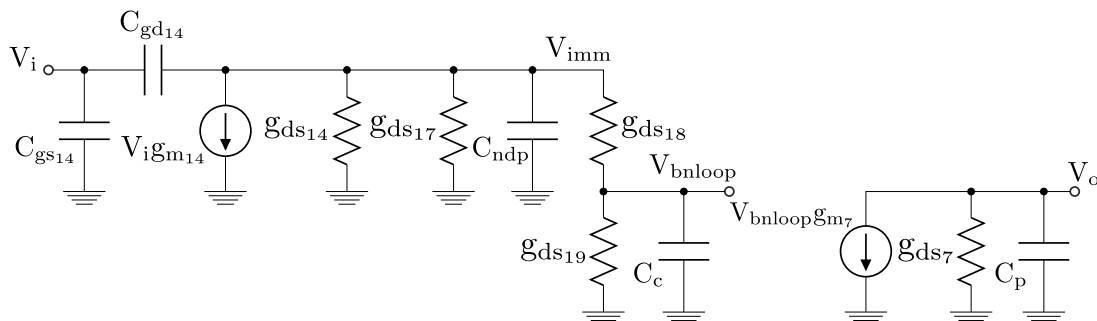 C_gd₁₄
V_i
V_imm
C_gs₁₄
V_i g_m₁₄
g_ds₁₄
g_ds₁₇
C_ndp
g_ds₁₈
V_bnloop
V_o
V_bnloop g_m₇
g_ds₁₉
C_c
g_ds₇
C_p